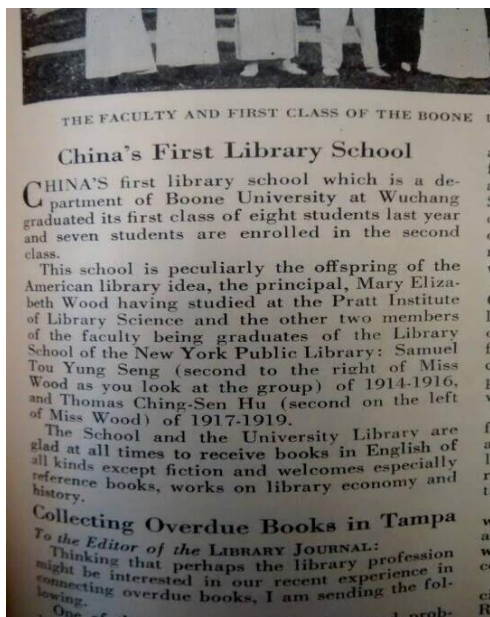 THE FACULTY AND FIRST CLASS OF THE BOONE
China's First Library School
CHINA'S first library school which is a de-
partment of Boone University at Wuchang
graduated its first class of eight students last year
and seven students are enrolled in the second
class.
This school is peculiarly the offspring of the
American library idea, the principal, Mary Eliza-
beth Wood having studied at the Pratt Institute
of Library Science and the other two members
of the faculty being graduates of the Library
School of the New York Public Library: Samuel
Tou Yung Seng (second to the right of Miss
Wood as you look at the group) of 1914-1916,
and Thomas Ching-Sen Hu (second on the left
of Miss Wood) of 1917-1919.
The School and the University Library are
glad at all times to receive books in English of
all kinds except fiction and welcomes especially
reference books, works on library economy and
history.
Collecting Overdue Books in Tampa
To the Editor of the LIBRARY JOURNAL:
Thinking that perhaps the library profession
might be interested in our recent experience in
connecting overdue books, I am sending the fol-
lowing.
One of prob-